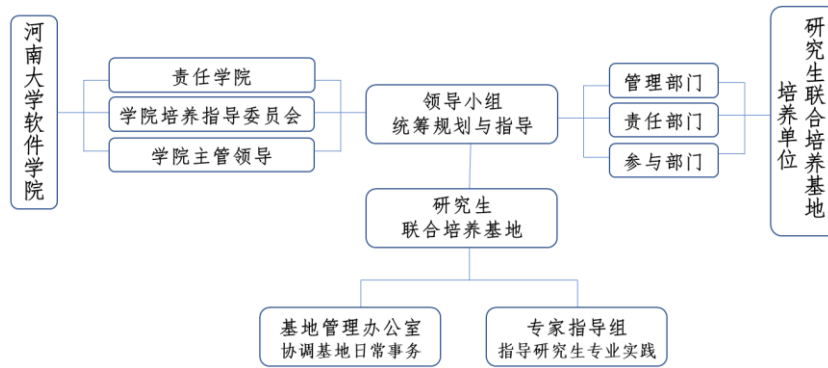 河南大学软件学院
责任学院
学院培养指导委员会
学院主管领导
领导小组
统筹规划与指导
管理部门
责任部门
参与部门
研究生联合培养基地
培养单位
研究生
联合培养基地
基地管理办公室
协调基地日常事务
专家指导组
指导研究生专业实践